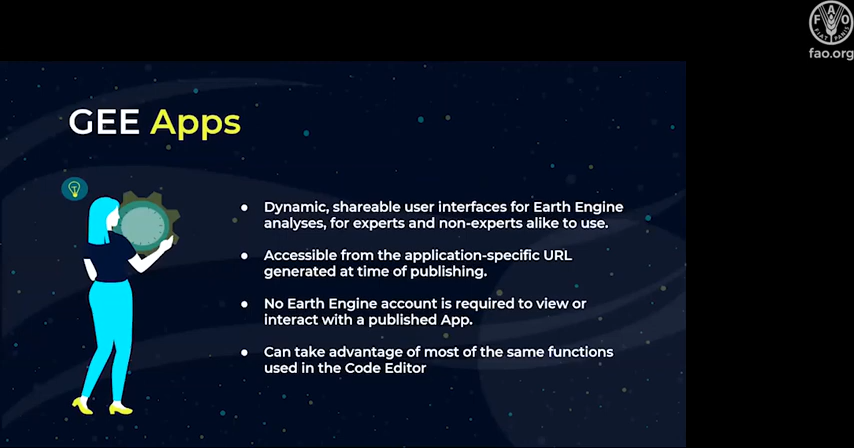 FAO
FIAT PANIS
fao.org
GEE Apps
• Dynamic, shareable user interfaces for Earth Engine
analyses, for experts and non-experts alike to use.
• Accessible from the application-specific URL
generated at time of publishing.
• No Earth Engine account is required to view or
interact with a published App.
• Can take advantage of most of the same functions
used in the Code Editor